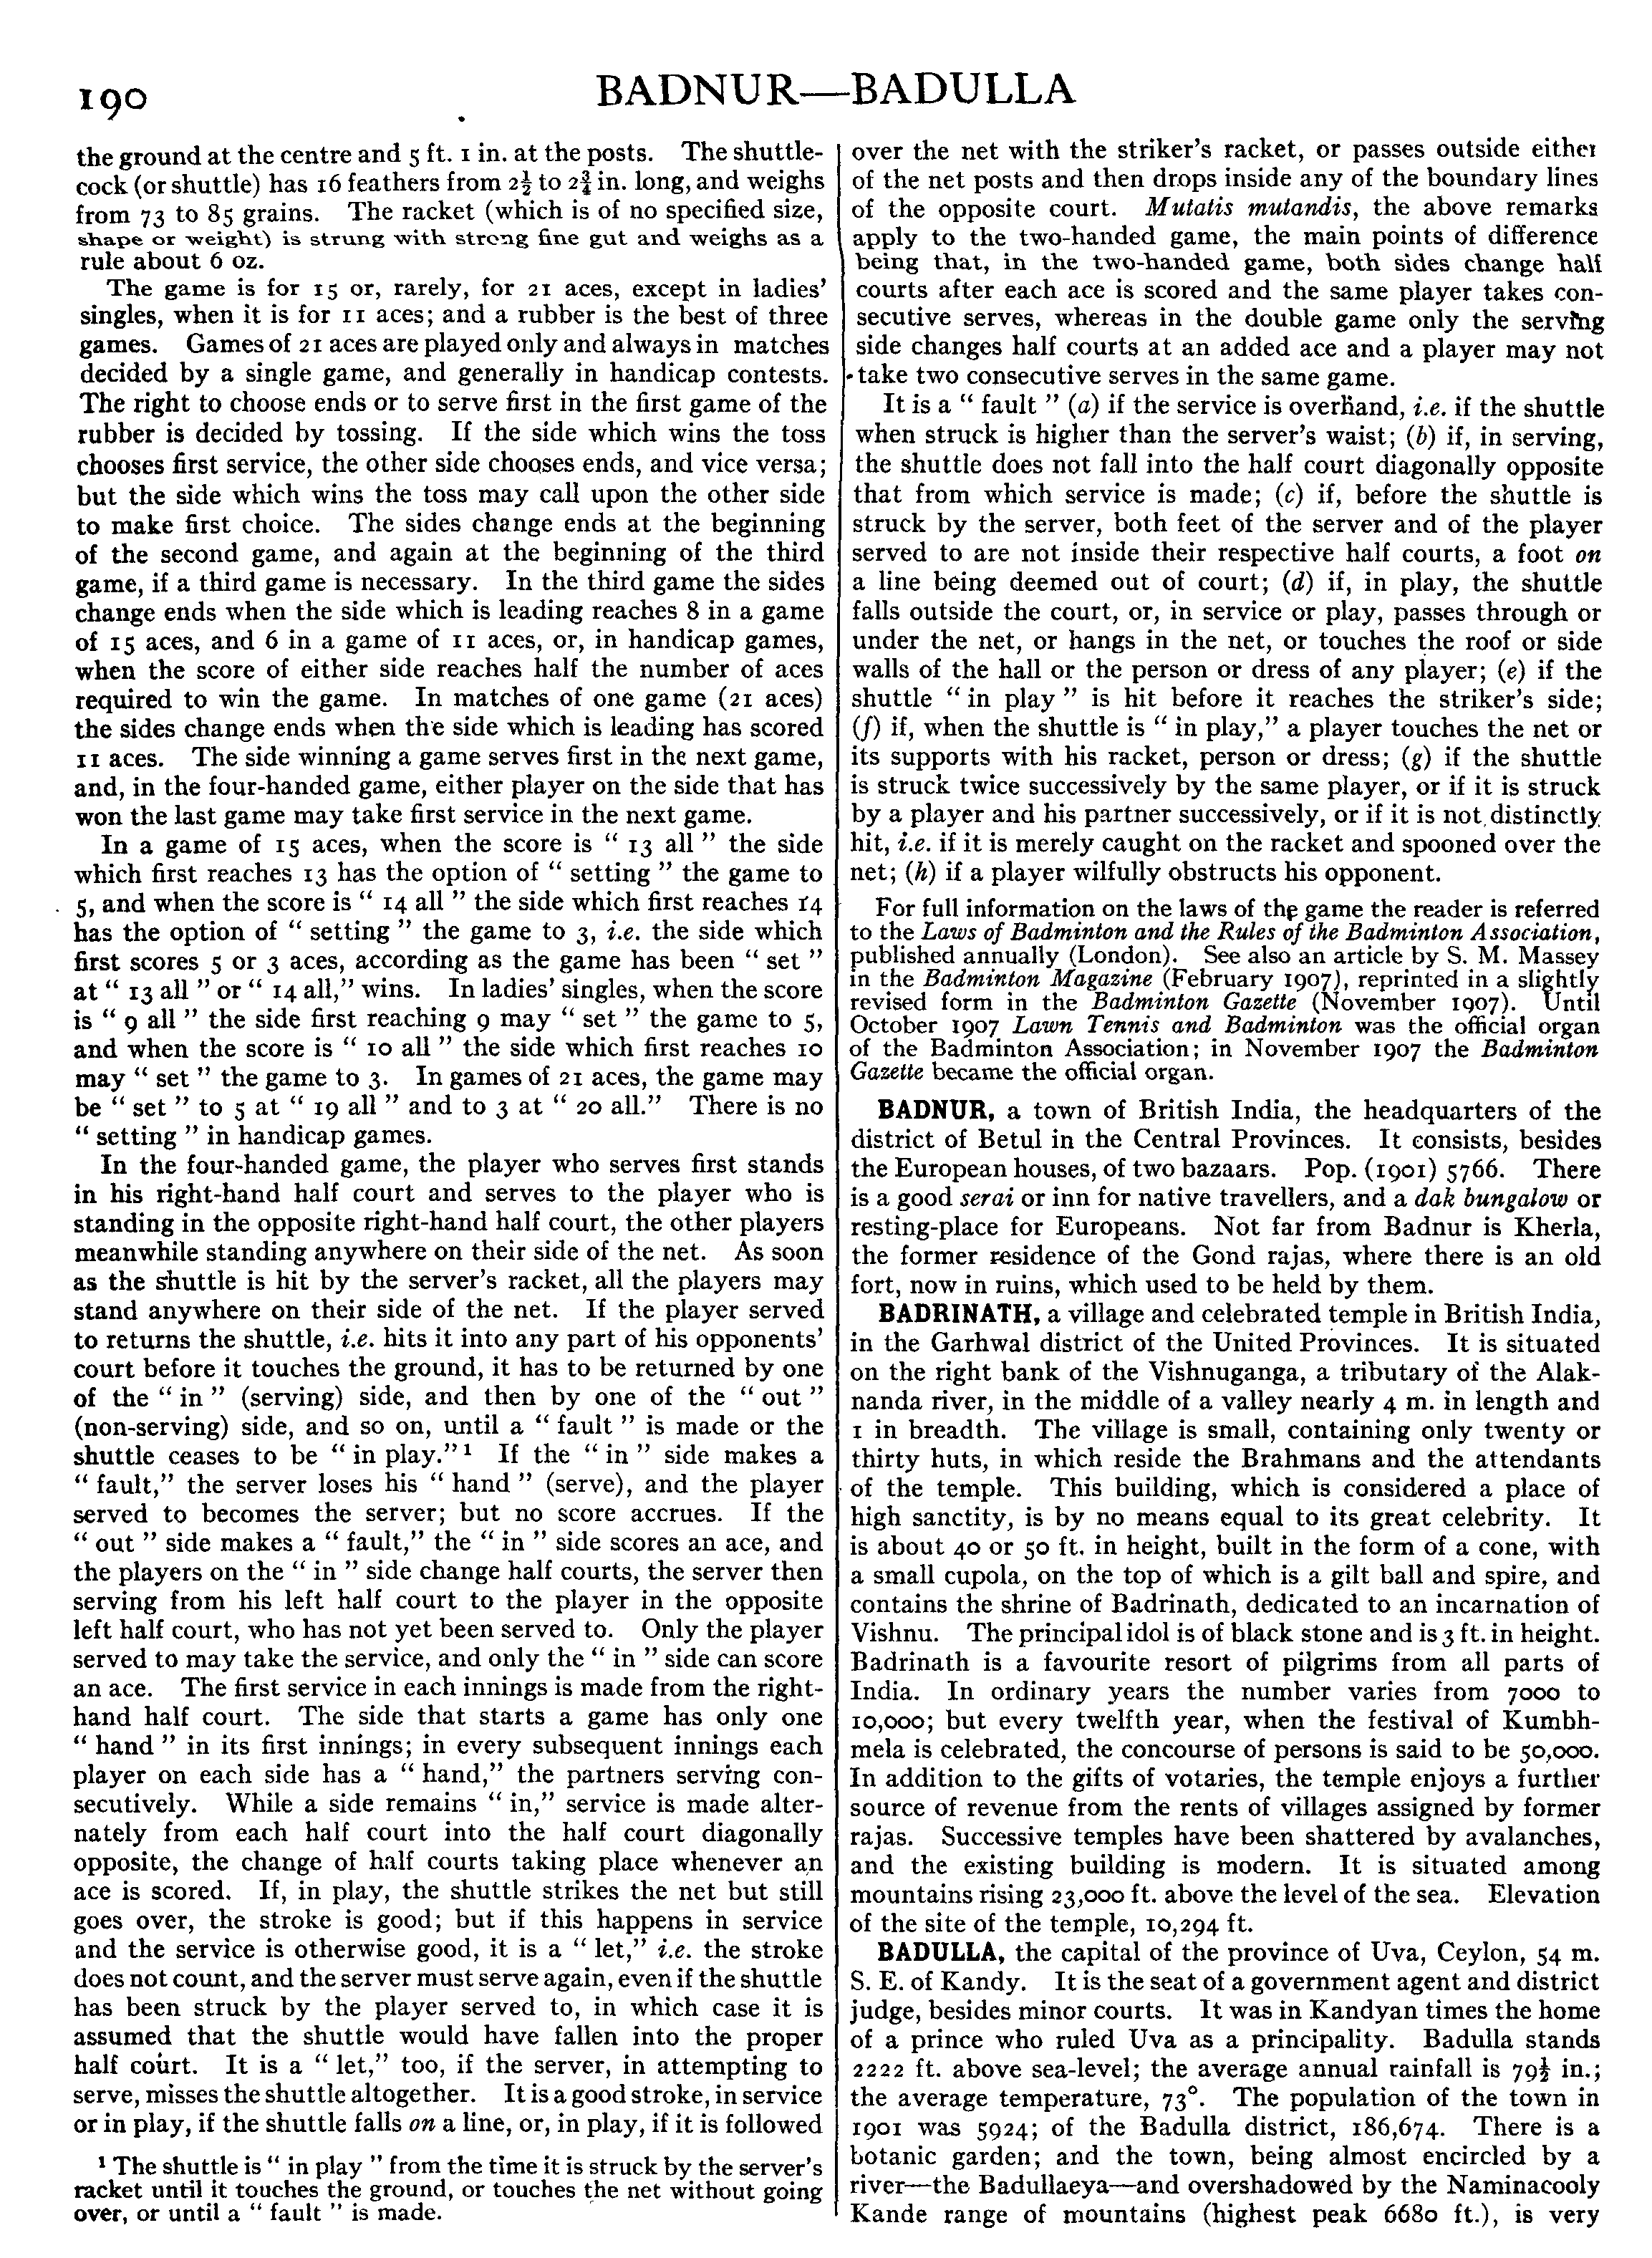 190
BADNUR—BADULLA
the ground at the centre and 5 ft. 1 in. at the posts. The shuttle-
cock (or shuttle) has 16 feathers from 2½ to 2¾ in. long, and weighs
from 73 to 85 grains. The racket (which is of no specified size,
shape or weight) is strung with strong fine gut and weighs as a
rule about 6 oz.
The game is for 15 or, rarely, for 21 aces, except in ladies'
singles, when it is for 11 aces; and a rubber is the best of three
games. Games of 21 aces are played only and always in matches
decided by a single game, and generally in handicap contests.
The right to choose ends or to serve first in the first game of the
rubber is decided by tossing. If the side which wins the toss
chooses first service, the other side chooses ends, and vice versa;
but the side which wins the toss may call upon the other side
to make first choice. The sides change ends at the beginning
of the second game, and again at the beginning of the third
game, if a third game is necessary. In the third game the sides
change ends when the side which is leading reaches 8 in a game
of 15 aces, and 6 in a game of 11 aces, or, in handicap games,
when the score of either side reaches half the number of aces
required to win the game. In matches of one game (21 aces)
the sides change ends when the side which is leading has scored
11 aces. The side winning a game serves first in the next game,
and, in the four-handed game, either player on the side that has
won the last game may take first service in the next game.
In a game of 15 aces, when the score is " 13 all " the side
which first reaches 13 has the option of " setting " the game to
5, and when the score is " 14 all " the side which first reaches 14
has the option of " setting " the game to 3, i.e. the side which
first scores 5 or 3 aces, according as the game has been " set "
at " 13 all " or " 14 all," wins. In ladies' singles, when the score
is " 9 all " the side first reaching 9 may " set " the game to 5,
and when the score is " 10 all " the side which first reaches 10
may " set " the game to 3. In games of 21 aces, the game may
be " set " to 5 at " 19 all " and to 3 at " 20 all." There is no
" setting " in handicap games.
In the four-handed game, the player who serves first stands
in his right-hand half court and serves to the player who is
standing in the opposite right-hand half court, the other players
meanwhile standing anywhere on their side of the net. As soon
as the shuttle is hit by the server's racket, all the players may
stand anywhere on their side of the net. If the player served
to returns the shuttle, i.e. hits it into any part of his opponents'
court before it touches the ground, it has to be returned by one
of the " in " (serving) side, and then by one of the " out "
(non-serving) side, and so on, until a " fault " is made or the
shuttle ceases to be " in play."¹ If the " in " side makes a
" fault," the server loses his " hand " (serve), and the player
served to becomes the server; but no score accrues. If the
" out " side makes a " fault," the " in " side scores an ace, and
the players on the " in " side change half courts, the server then
serving from his left half court to the player in the opposite
left half court, who has not yet been served to. Only the player
served to may take the service, and only the " in " side can score
an ace. The first service in each innings is made from the right-
hand half court. The side that starts a game has only one
" hand " in its first innings; in every subsequent innings each
player on each side has a " hand," the partners serving con-
secutively. While a side remains " in," service is made alter-
nately from each half court into the half court diagonally
opposite, the change of half courts taking place whenever an
ace is scored. If, in play, the shuttle strikes the net but still
goes over, the stroke is good; but if this happens in service
and the service is otherwise good, it is a " let," i.e. the stroke
does not count, and the server must serve again, even if the shuttle
has been struck by the player served to, in which case it is
assumed that the shuttle would have fallen into the proper
half court. It is a " let," too, if the server, in attempting to
serve, misses the shuttle altogether. It is a good stroke, in service
or in play, if the shuttle falls on a line, or, in play, if it is followed
¹ The shuttle is " in play " from the time it is struck by the server's
racket until it touches the ground, or touches the net without going
over, or until a " fault " is made.
over the net with the striker's racket, or passes outside either
of the net posts and then drops inside any of the boundary lines
of the opposite court. Mutatis mutandis, the above remarks
apply to the two-handed game, the main points of difference
being that, in the two-handed game, both sides change half
courts after each ace is scored and the same player takes con-
secutive serves, whereas in the double game only the serving
side changes half courts at an added ace and a player may not
take two consecutive serves in the same game.
It is a " fault " (a) if the service is overhand, i.e. if the shuttle
when struck is higher than the server's waist; (b) if, in serving,
the shuttle does not fall into the half court diagonally opposite
that from which service is made; (c) if, before the shuttle is
struck by the server, both feet of the server and of the player
served to are not inside their respective half courts, a foot on
a line being deemed out of court; (d) if, in play, the shuttle
falls outside the court, or, in service or play, passes through or
under the net, or hangs in the net, or touches the roof or side
walls of the hall or the person or dress of any player; (e) if the
shuttle " in play " is hit before it reaches the striker's side;
(f) if, when the shuttle is " in play," a player touches the net or
its supports with his racket, person or dress; (g) if the shuttle
is struck twice successively by the same player, or if it is struck
by a player and his partner successively, or if it is not distinctly
hit, i.e. if it is merely caught on the racket and spooned over the
net; (h) if a player wilfully obstructs his opponent.
For full information on the laws of the game the reader is referred
to the Laws of Badminton and the Rules of the Badminton Association,
published annually (London). See also an article by S. M. Massey
in the Badminton Magazine (February 1907), reprinted in a slightly
revised form in the Badminton Gazette (November 1907). Until
October 1907 Lawn Tennis and Badminton was the official organ
of the Badminton Association; in November 1907 the Badminton
Gazette became the official organ.
BADNUR, a town of British India, the headquarters of the
district of Betul in the Central Provinces. It consists, besides
the European houses, of two bazaars. Pop. (1901) 5766. There
is a good serai or inn for native travellers, and a dak bungalow or
resting-place for Europeans. Not far from Badnur is Kherla,
the former residence of the Gond rajas, where there is an old
fort, now in ruins, which used to be held by them.
BADRINATH, a village and celebrated temple in British India,
in the Garhwal district of the United Provinces. It is situated
on the right bank of the Vishnuganga, a tributary of the Alak-
nanda river, in the middle of a valley nearly 4 m. in length and
1 in breadth. The village is small, containing only twenty or
thirty huts, in which reside the Brahmans and the attendants
of the temple. This building, which is considered a place of
high sanctity, is by no means equal to its great celebrity. It
is about 40 or 50 ft. in height, built in the form of a cone, with
a small cupola, on the top of which is a gilt ball and spire, and
contains the shrine of Badrinath, dedicated to an incarnation of
Vishnu. The principal idol is of black stone and is 3 ft. in height.
Badrinath is a favourite resort of pilgrims from all parts of
India. In ordinary years the number varies from 7000 to
10,000; but every twelfth year, when the festival of Kumbh-
mela is celebrated, the concourse of persons is said to be 50,000.
In addition to the gifts of votaries, the temple enjoys a further
source of revenue from the rents of villages assigned by former
rajas. Successive temples have been shattered by avalanches,
and the existing building is modern. It is situated among
mountains rising 23,000 ft. above the level of the sea. Elevation
of the site of the temple, 10,294 ft.
BADULLA, the capital of the province of Uva, Ceylon, 54 m.
S. E. of Kandy. It is the seat of a government agent and district
judge, besides minor courts. It was in Kandyan times the home
of a prince who ruled Uva as a principality. Badulla stands
2222 ft. above sea-level; the average annual rainfall is 79½ in.;
the average temperature, 73°. The population of the town in
1901 was 5924; of the Badulla district, 186,674. There is a
botanic garden; and the town, being almost encircled by a
river—the Badullaeya—and overshadowed by the Naminacooly
Kande range of mountains (highest peak 6680 ft.), is very